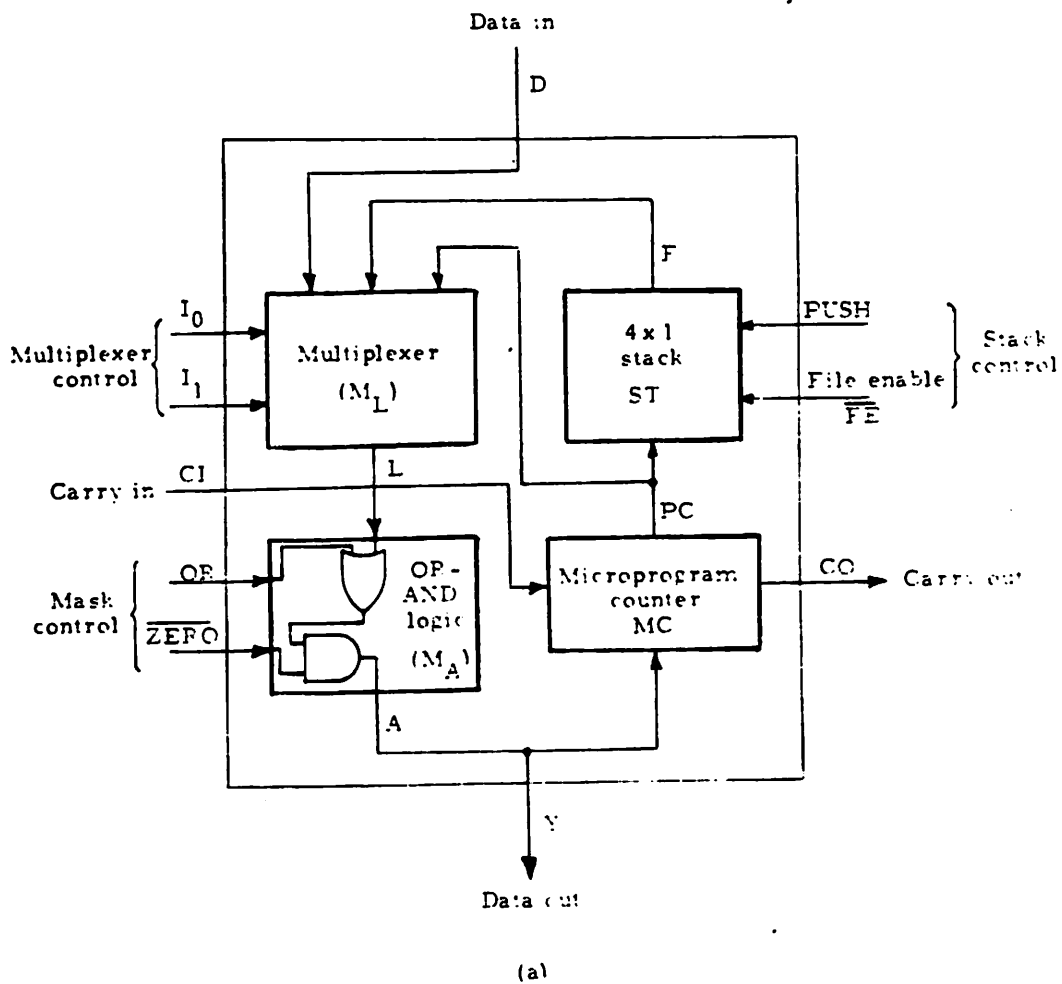 Data in
D
F
I0
PUSH
Multiplexer
control
Multiplexer
(ML)
4 x 1
stack
ST
Stack
control
I1
File enable
FE
L
CI
Carry in
PC
OR
Mask
control
ZERO
OR-
AND
logic
(MA)
Microprogram
counter
MC
CO
Carry out
A
Y
Data out
(a)